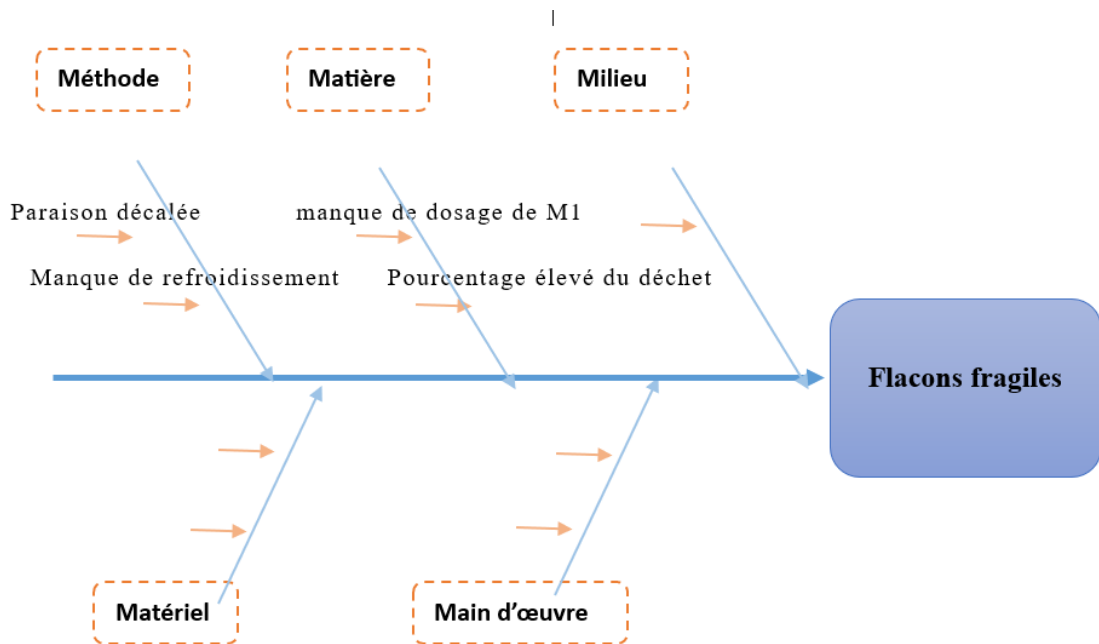 Méthode
Matière
Milieu
Paraison décalée
manque de dosage de M1
Manque de refroidissement
Pourcentage élevé du déchet
Flacons fragiles
Matériel
Main d’œuvre